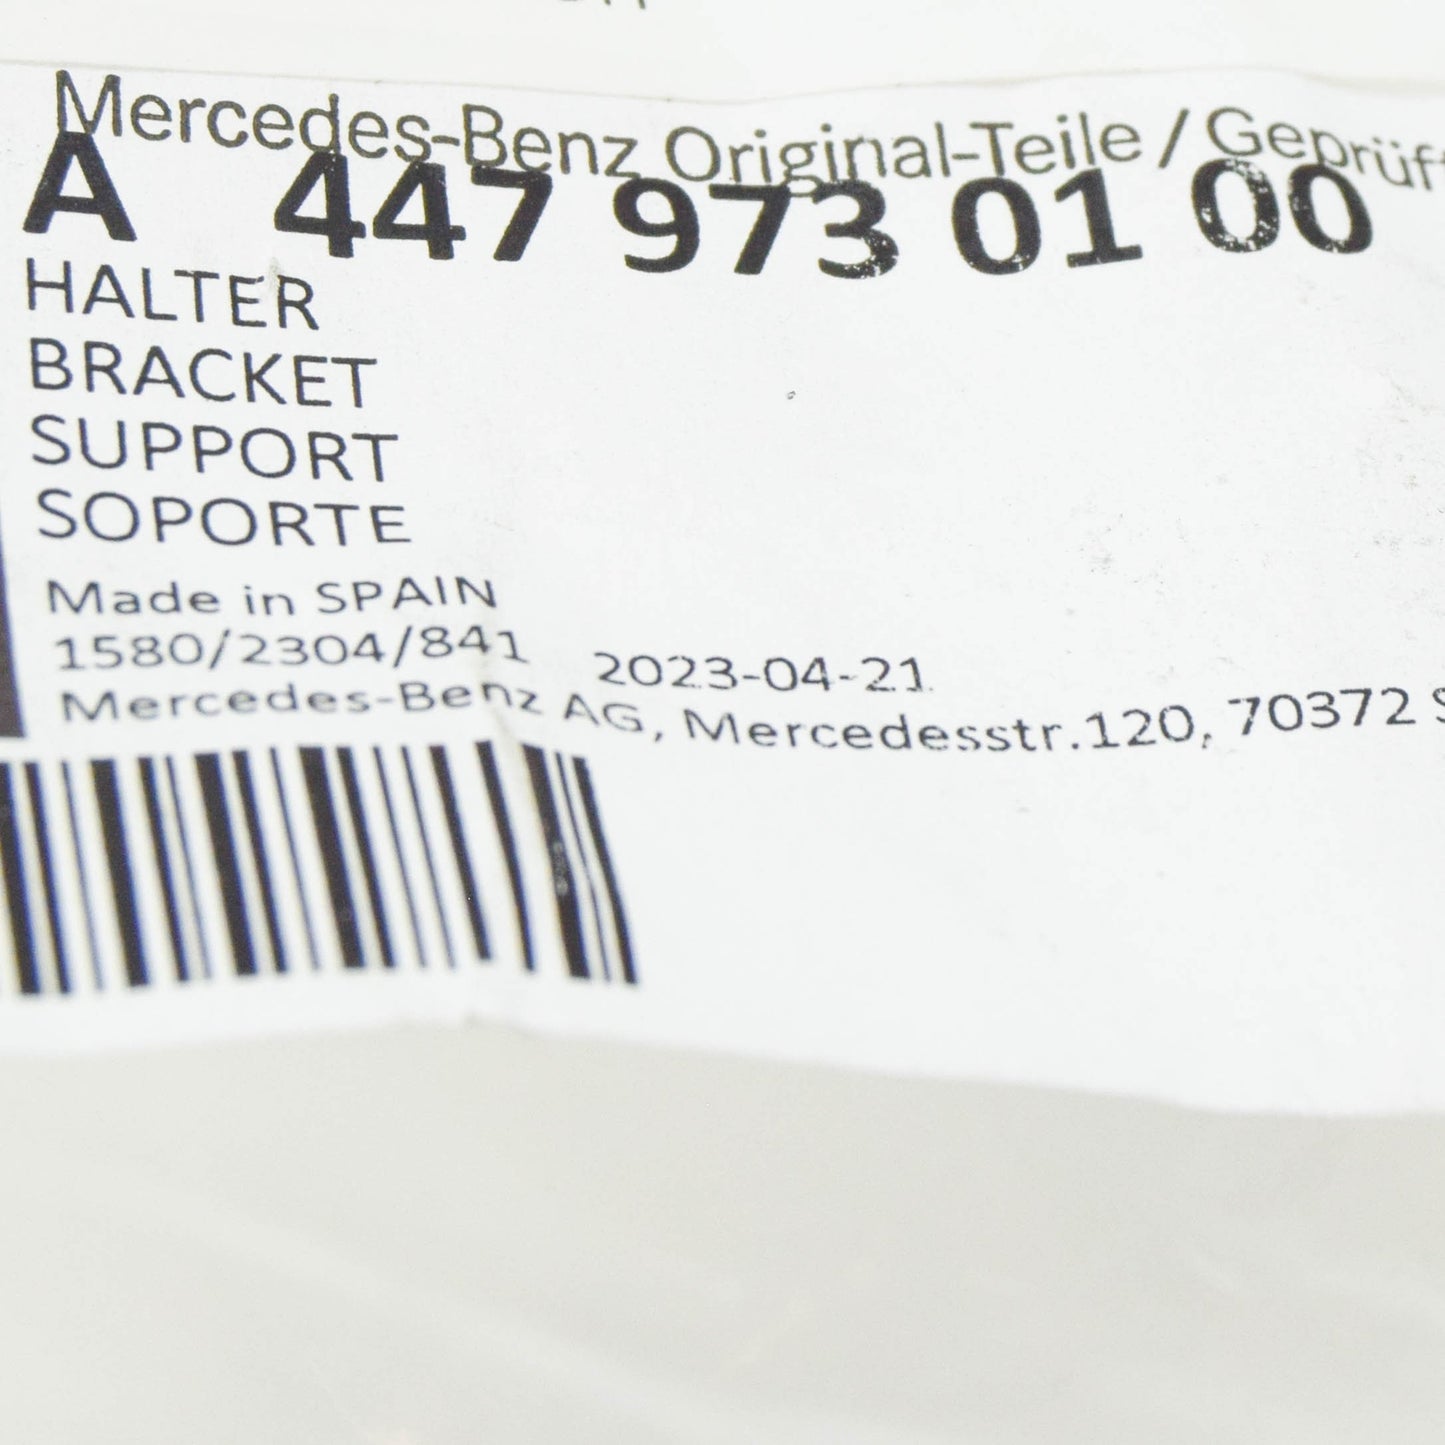 Mercedes-Benz Original-Teile / Geprüf
A 447 973 01 00
HALTER
BRACKET
SUPPORT
SOPORTE
Made in SPAIN
1580/2304/841 2023-04-21
Mercedes-Benz AG, Mercedesstr.120, 70372 S